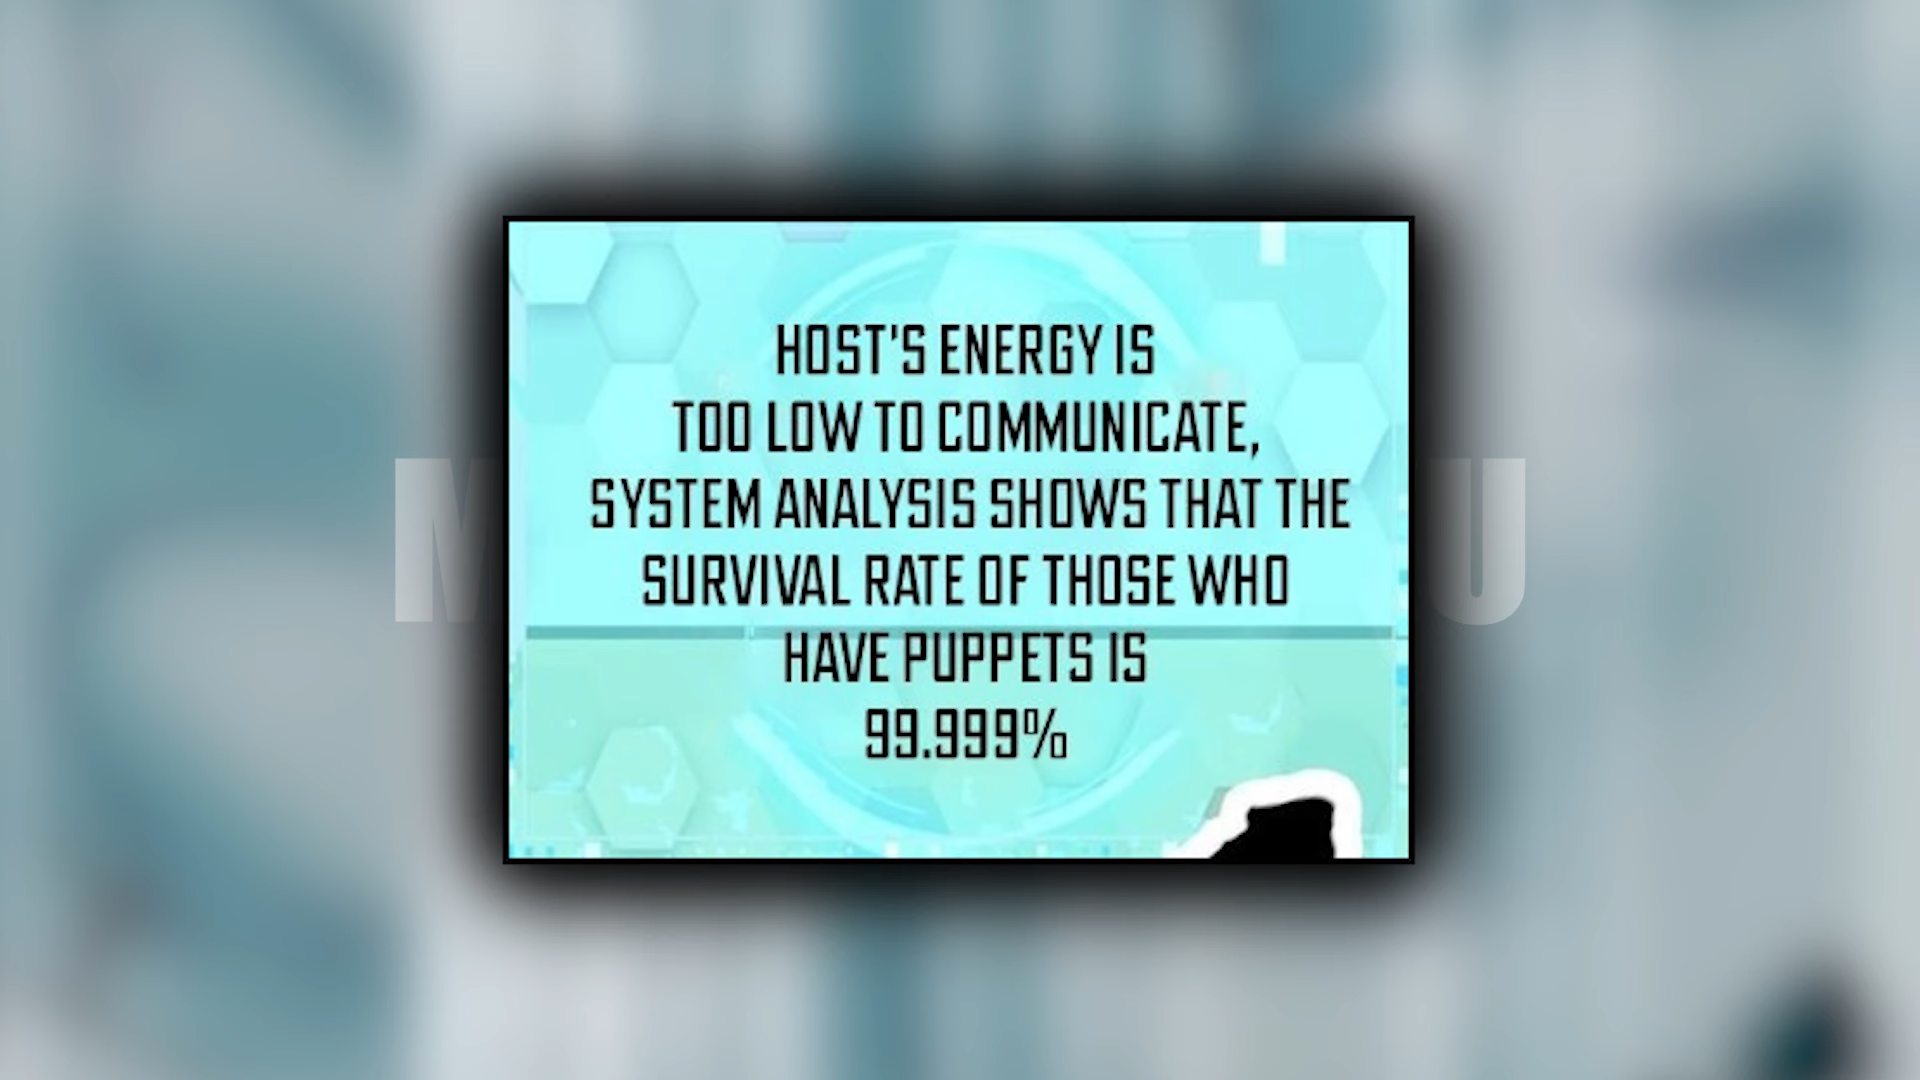 HOST'S ENERGY IS
TOO LOW TO COMMUNICATE,
SYSTEM ANALYSIS SHOWS THAT THE
SURVIVAL RATE OF THOSE WHO
HAVE PUPPETS IS
99.999%